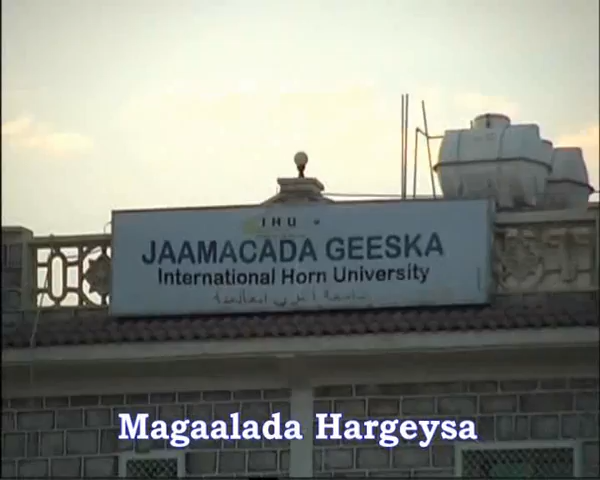 IHU
JAAMACADA GEESKA
International Horn University
Magaalada Hargeysa